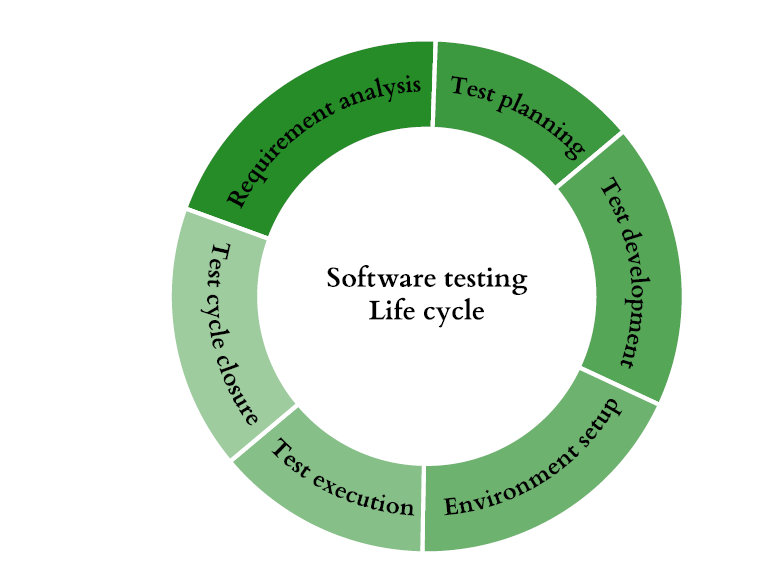 Requirement analysis
Test planning
Test development
Environment setup
Test execution
Test cycle closure
Software testing
Life cycle